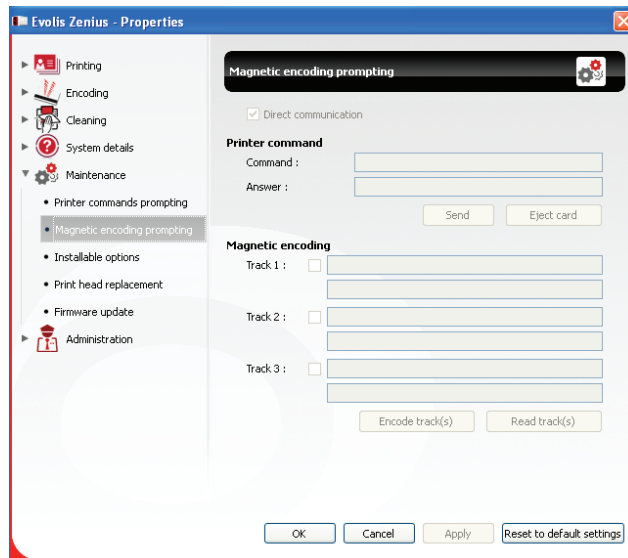 Evolis Zenius - Properties
Printing
Encoding
Cleaning
System details
Maintenance
Printer commands prompting
Magnetic encoding prompting
Installable options
Print head replacement
Firmware update
Administration
Magnetic encoding prompting
Direct communication
Printer command
Command :
Answer :
Send Eject card
Magnetic encoding
Track 1 :
Track 2 :
Track 3 :
Encode track(s) Read track(s)
OK Cancel Apply Reset to default settings